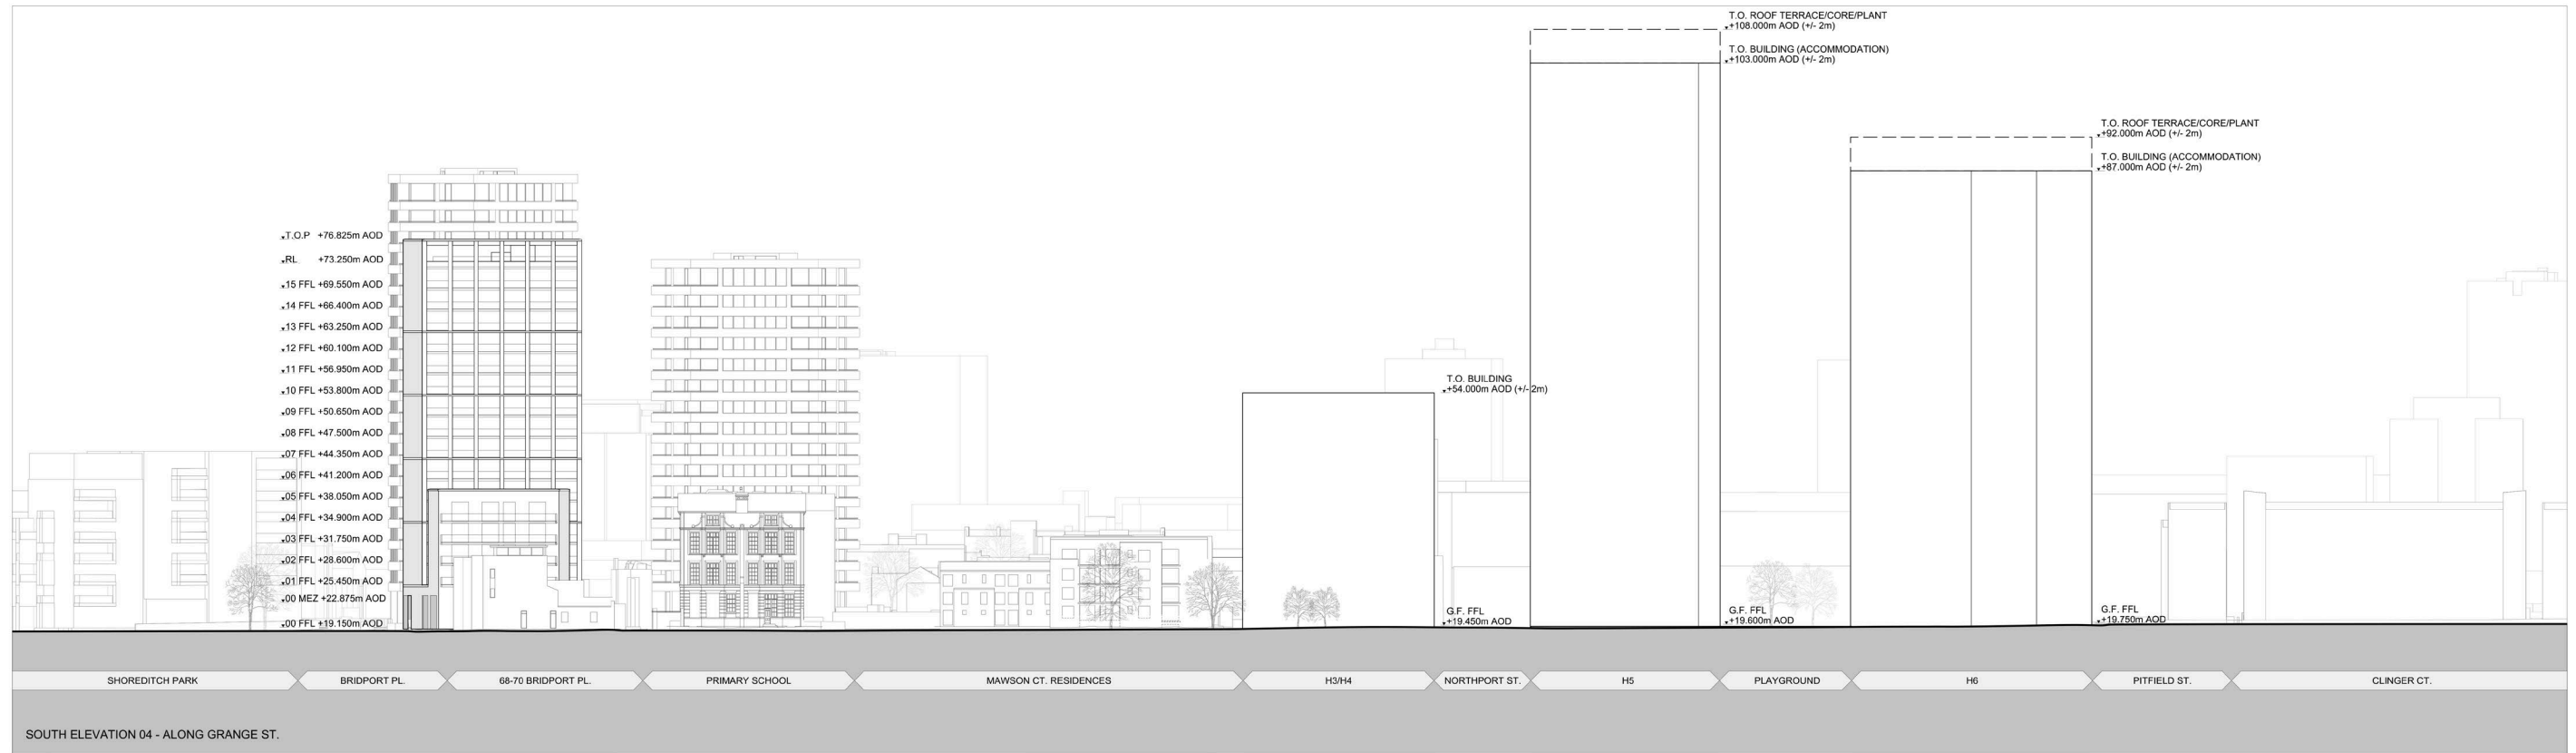 T.O. ROOF TERRACE/CORE/PLANT
+108.000m AOD (+/- 2m)
T.O. BUILDING (ACCOMMODATION)
+103.000m AOD (+/- 2m)
T.O. ROOF TERRACE/CORE/PLANT
+92.000m AOD (+/- 2m)
T.O. BUILDING (ACCOMMODATION)
+87.000m AOD (+/- 2m)
T.O.P +76.825m AOD
RL +73.250m AOD
15 FFL +69.550m AOD
14 FFL +66.400m AOD
13 FFL +63.250m AOD
12 FFL +60.100m AOD
11 FFL +56.950m AOD
10 FFL +53.800m AOD
09 FFL +50.650m AOD
08 FFL +47.500m AOD
07 FFL +44.350m AOD
06 FFL +41.200m AOD
05 FFL +38.050m AOD
04 FFL +34.900m AOD
03 FFL +31.750m AOD
02 FFL +28.600m AOD
01 FFL +25.450m AOD
00 MEZ +22.875m AOD
00 FFL +19.150m AOD
T.O. BUILDING
+54.000m AOD (+/- 2m)
G.F. FFL
+19.450m AOD
G.F. FFL
+19.600m AOD
G.F. FFL
+19.750m AOD
SHOREDITCH PARK
BRIDPORT PL.
68-70 BRIDPORT PL.
PRIMARY SCHOOL
MAWSON CT. RESIDENCES
H3/H4
NORTHPORT ST.
H5
PLAYGROUND
H6
PITFIELD ST.
CLINGER CT.
SOUTH ELEVATION 04 - ALONG GRANGE ST.